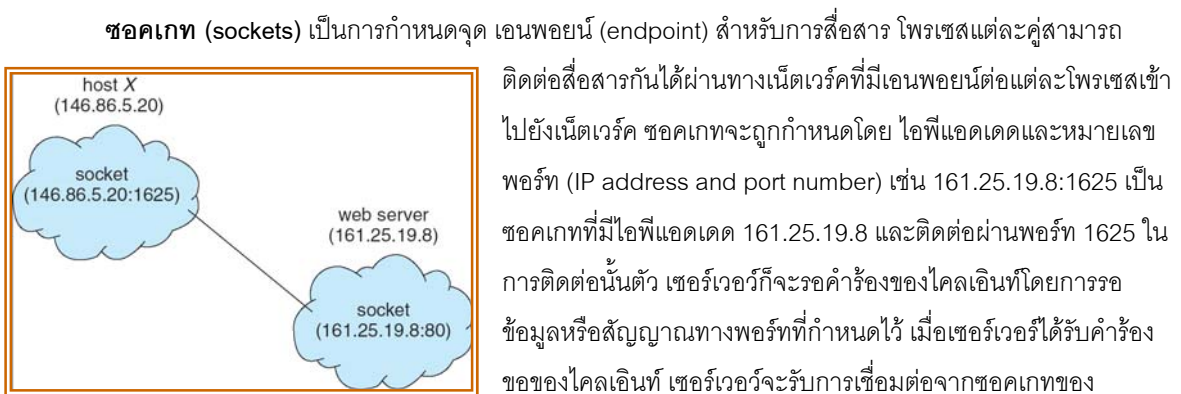 ซอคเกท (sockets) เป็นการกำหนดจุด เอนพอยน์ (endpoint) สำหรับการสื่อสาร โพรเซสแต่ละคู่สามารถ
ติดต่อสื่อสารกันได้ผ่านทางเน็ตเวร์คที่มีเอนพอยน์ต่อแต่ละโพรเซสเข้า
ไปยังเน็ตเวร์ค ซอคเกทจะถูกกำหนดโดย ไอพีแอดเดดและหมายเลข
พอร์ท (IP address and port number) เช่น 161.25.19.8:1625 เป็น
ซอคเกทที่มีไอพีแอดเดด 161.25.19.8 และติดต่อผ่านพอร์ท 1625 ใน
การติดต่อนั้นตัว เซอร์เวอว์ก็จะรอคำร้องของไคลเอินท์โดยการรอ
ข้อมูลหรือสัญญาณทางพอร์ทที่กำหนดไว้ เมื่อเซอร์เวอร์ได้รับคำร้อง
ขอของไคลเอินท์ เซอร์เวอว์จะรับการเชื่อมต่อจากซอคเกทของ
host X
(146.86.5.20)
socket
(146.86.5.20:1625)
web server
(161.25.19.8)
socket
(161.25.19.8:80)